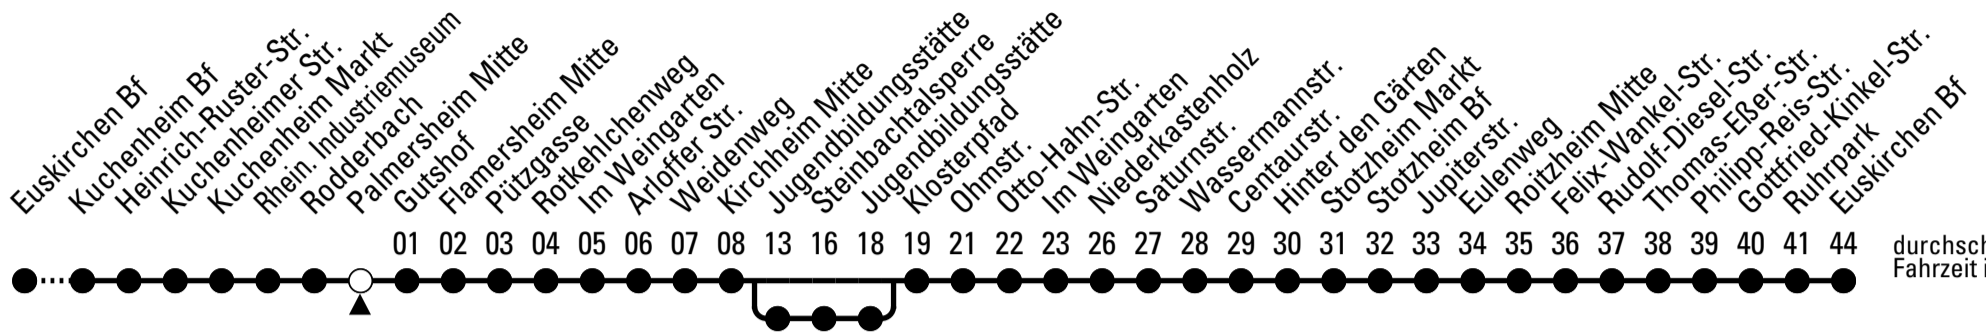 Euskirchen Bf
Kuchenheim Bf
Heinrich-Ruster-Str.
Kuchenheimer Str.
Kuchenheim Markt
Rhein. Industriemuseum
Rodderbach
Palmersheim Mitte
Gutshof
Flamersheim Mitte
Pützgasse
Rotkehlchenweg
Im Weingarten
Arloffer Str.
Weidenweg
Kirchheim Mitte
Jugendbildungsstätte
Steinbachtalsperre
Jugendbildungsstätte
Klosterpfad
Ohmstr.
Otto-Hahn-Str.
Im Weingarten
Niederkastenholz
Saturnstr.
Wassermannstr.
Centaurstr.
Hinter den Gärten
Stotzheim Markt
Stotzheim Bf
Jupiterstr.
Eulenweg
Roitzheim Mitte
Felix-Wankel-Str.
Rudolf-Diesel-Str.
Thomas-Eßer-Str.
Philipp-Reis-Str.
Gottfried-Kinkel-Str.
Ruhrpark
Euskirchen Bf
01 02 03 04 05 06 07 08 13 16 18 19 21 22 23 26 27 28 29 30 31 32 33 34 35 36 37 38 39 40 41 44
durchsch
Fahrzeit i